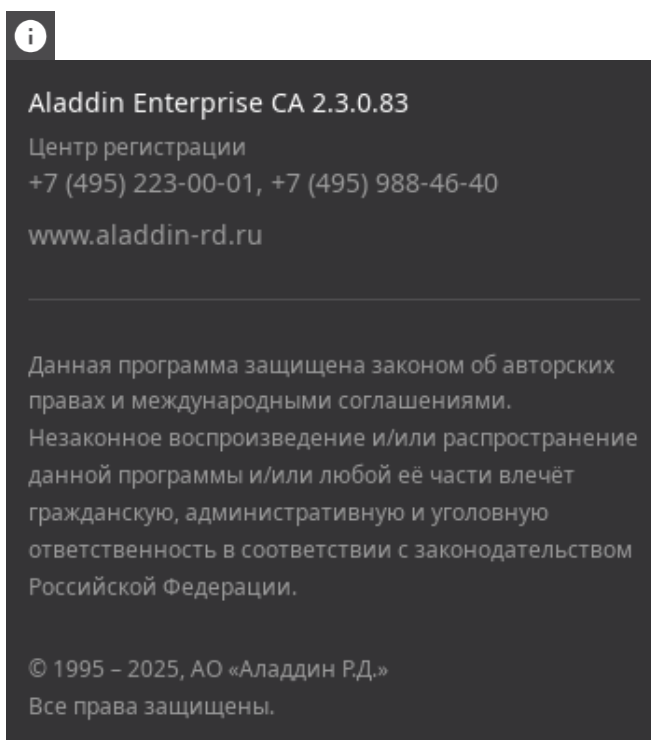 Aladdin Enterprise CA 2.3.0.83
Центр регистрации
+7 (495) 223-00-01, +7 (495) 988-46-40
www.aladdin-rd.ru
Данная программа защищена законом об авторских
правах и международными соглашениями.
Незаконное воспроизведение и/или распространение
данной программы и/или любой её части влечёт
гражданскую, административную и уголовную
ответственность в соответствии с законодательством
Российской Федерации.
© 1995 – 2025, АО «Аладдин Р.Д.»
Все права защищены.